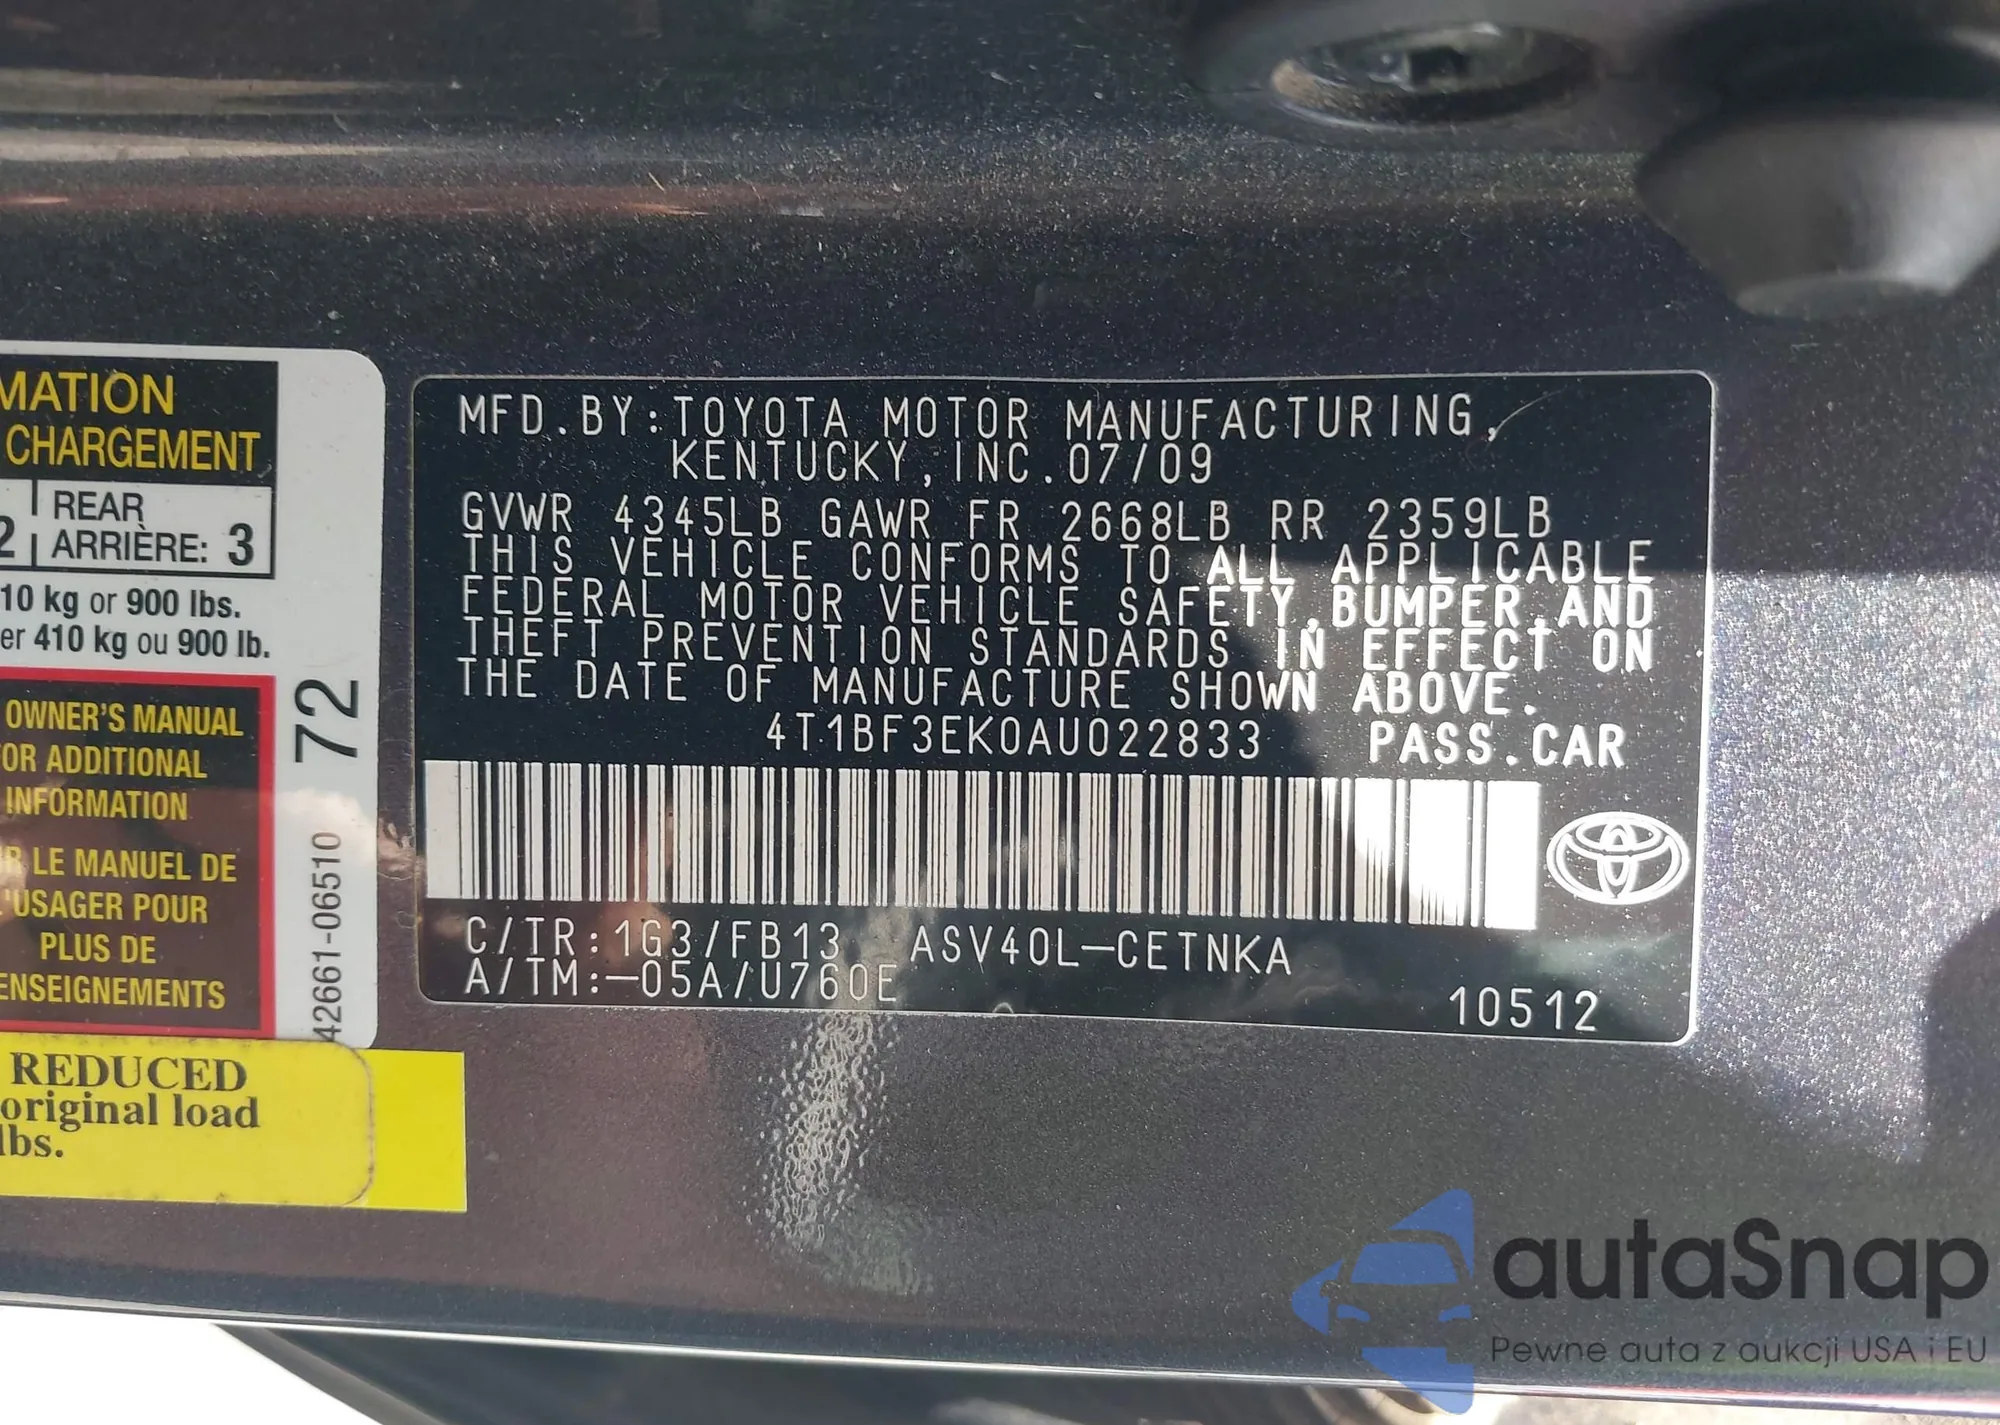 MATION
CHARGEMENT
2 REAR
ARRIÈRE: 3
10 kg or 900 lbs.
er 410 kg ou 900 lb.
OWNER'S MANUAL
OR ADDITIONAL
INFORMATION
R LE MANUEL DE
L'USAGER POUR
PLUS DE
ENSEIGNEMENTS
72
42661-06510
REDUCED
original load
lbs.
MFD.BY:TOYOTA MOTOR MANUFACTURING,
KENTUCKY,INC.07/09
GVWR 4345LB GAWR FR 2668LB RR 2359LB
THIS VEHICLE CONFORMS TO ALL APPLICABLE
FEDERAL MOTOR VEHICLE SAFETY,BUMPER,AND
THEFT PREVENTION STANDARDS IN EFFECT ON
THE DATE OF MANUFACTURE SHOWN ABOVE.
4T1BF3EK0AU022833 PASS.CAR
C/TR:1G3/FB13 ASV40L-CETNKA
A/TM:-05A/U760E
10512
autaSnap
Pewne auta z aukcji USA i EU